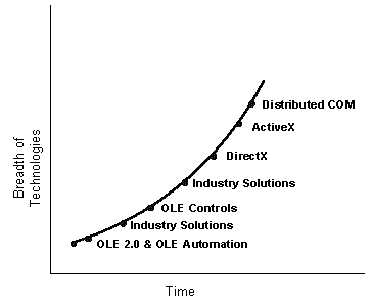 Distributed COM
ActiveX
DirectX
Industry Solutions
OLE Controls
Industry Solutions
OLE 2.0 & OLE Automation
Breadth of
Technologies
Time